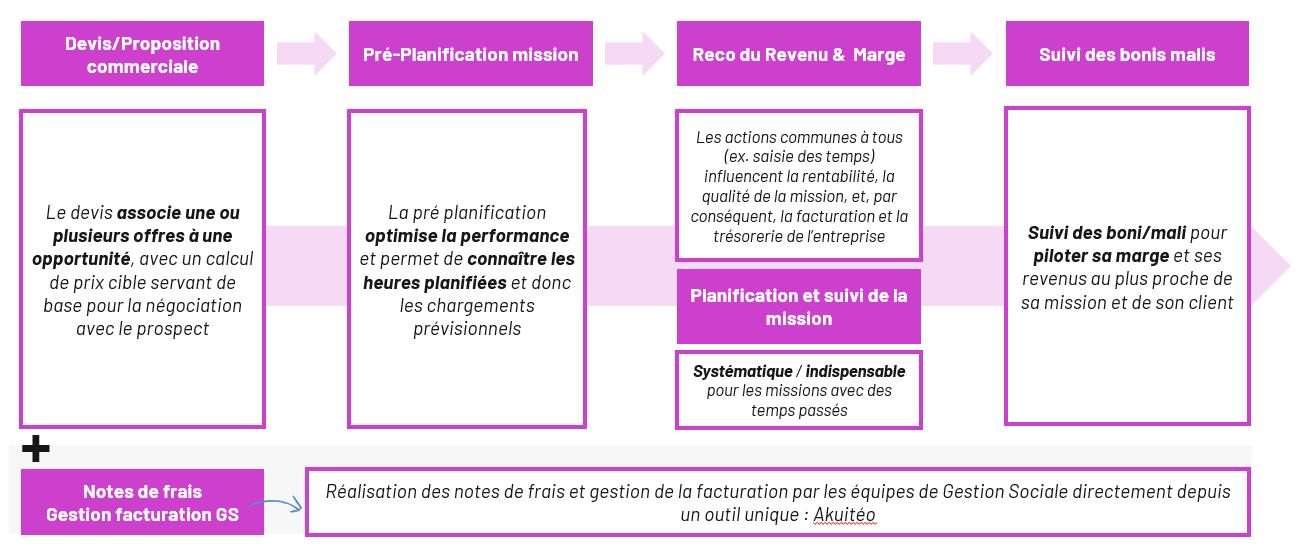 Devis/Proposition
commerciale
Pré-Planification mission
Reco du Revenu & Marge
Suivi des bonis malis
Le devis associe une ou
plusieurs offres à une
opportunité, avec un calcul
de prix cible servant de
base pour la négociation
avec le prospect
La pré planification
optimise la performance
et permet de connaître les
heures planifiées et donc
les chargements
prévisionnels
Les actions communes à tous
(ex. saisie des temps)
influencent la rentabilité, la
qualité de la mission, et, par
conséquent, la facturation et la
trésorerie de l’entreprise
Planification et suivi de la
mission
Systématique / indispensable
pour les missions avec des
temps passés
Suivi des boni/mali pour
piloter sa marge et ses
revenus au plus proche de
sa mission et de son client
+
Notes de frais
Gestion facturation GS
Réalisation des notes de frais et gestion de la facturation par les équipes de Gestion Sociale directement depuis
un outil unique : Akuitéo